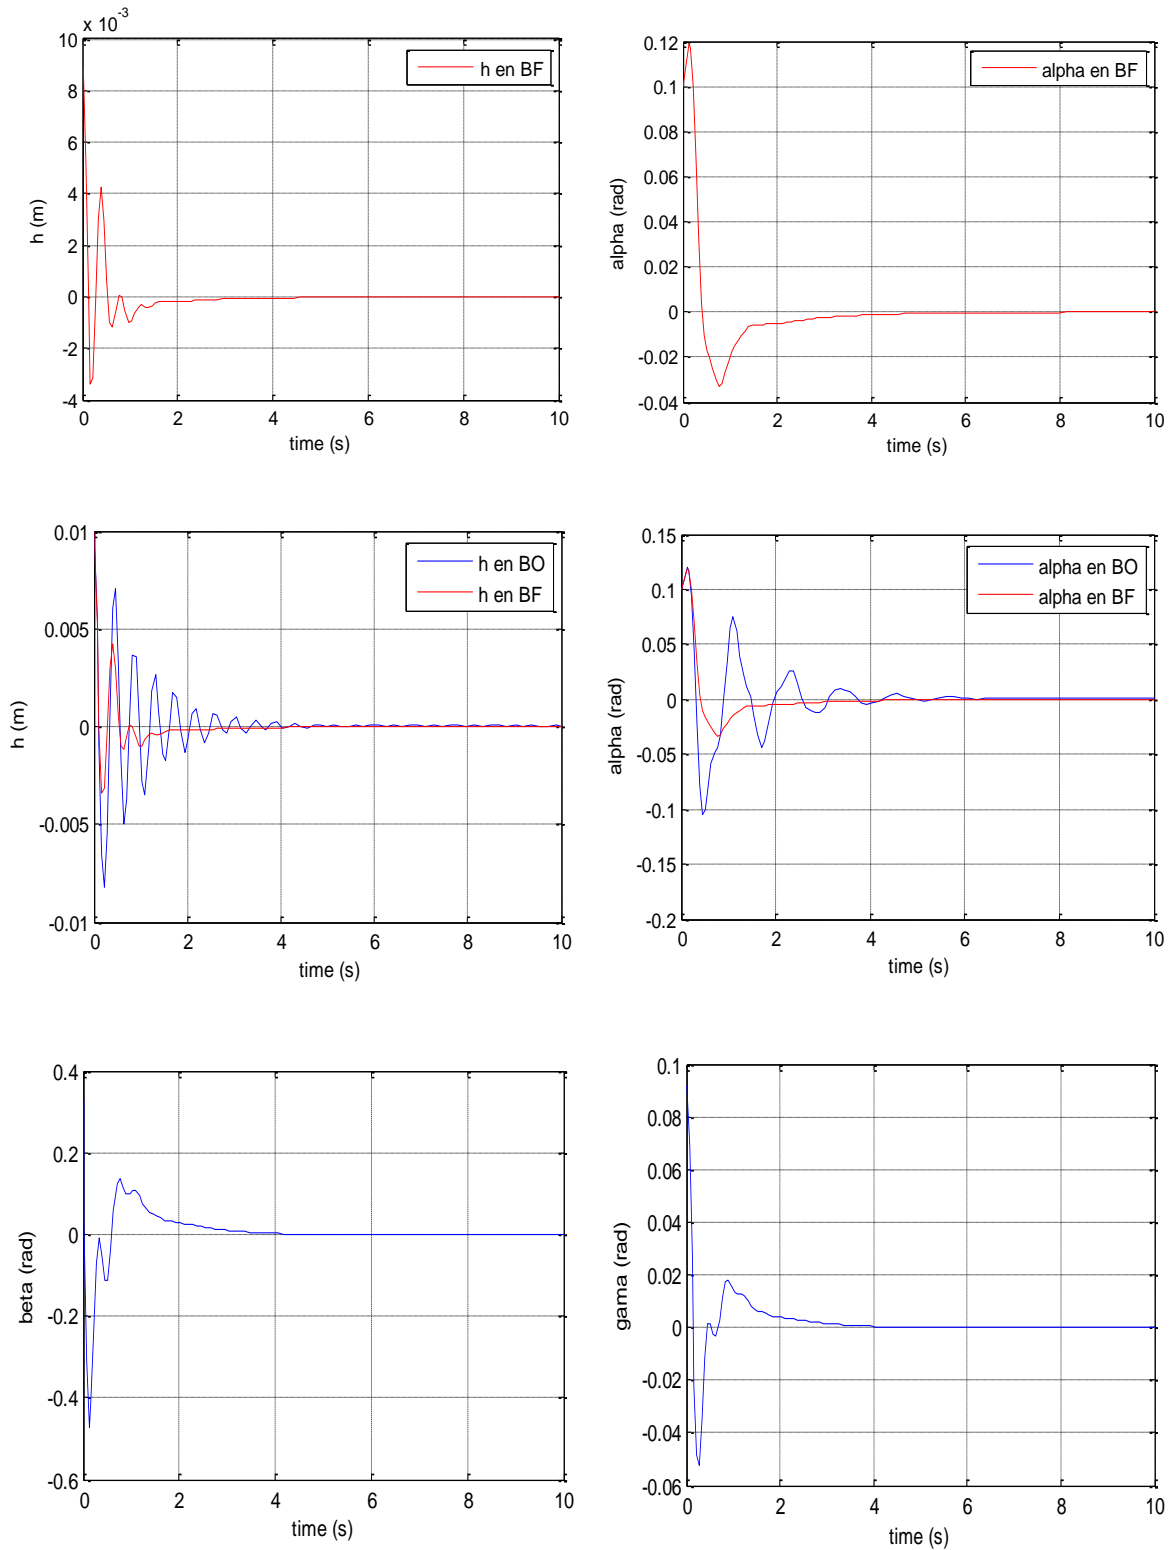 x 10-3
10
8
6
4
2
0
-2
-4
h (m)
h en BF
0 2 4 6 8 10
time (s)
0.12
0.1
0.08
0.06
0.04
0.02
0
-0.02
-0.04
alpha (rad)
alpha en BF
0 2 4 6 8 10
time (s)
0.01
0.005
0
-0.005
-0.01
h (m)
h en BO
h en BF
0 2 4 6 8 10
time (s)
0.15
0.1
0.05
0
-0.05
-0.1
-0.15
-0.2
alpha (rad)
alpha en BO
alpha en BF
0 2 4 6 8 10
time (s)
0.4
0.2
0
-0.2
-0.4
-0.6
beta (rad)
0 2 4 6 8 10
time (s)
0.1
0.08
0.06
0.04
0.02
0
-0.02
-0.04
-0.06
gama (rad)
0 2 4 6 8 10
time (s)